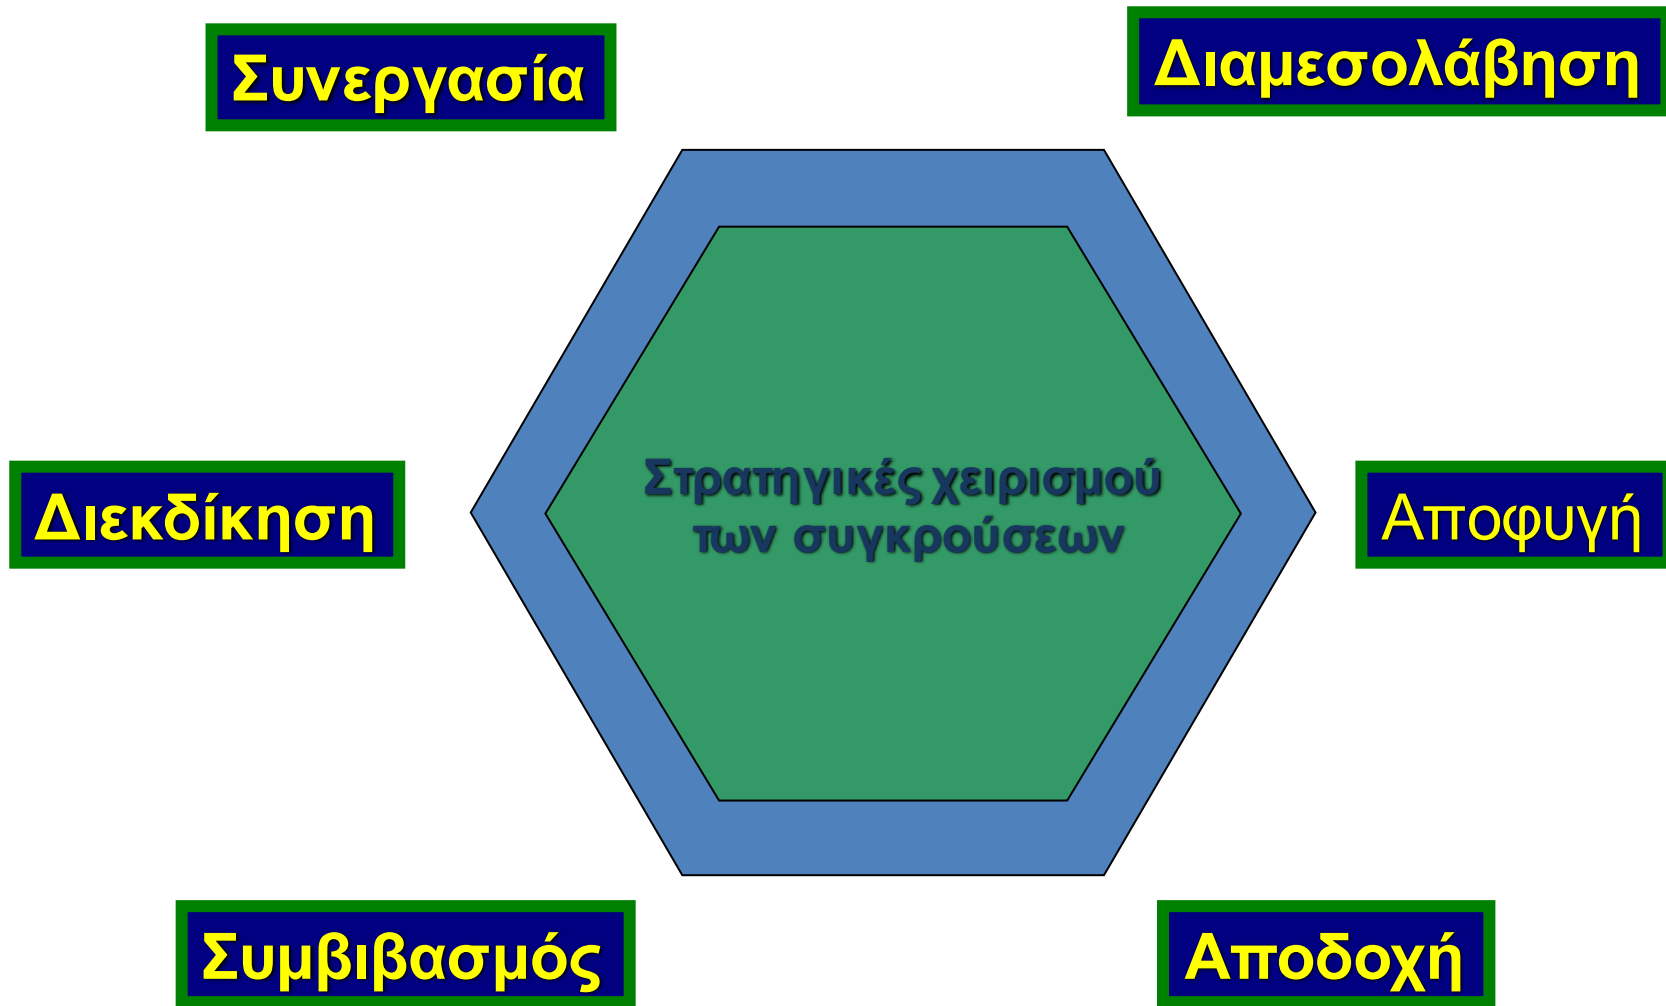 Συνεργασία
Διαμεσολάβηση
Στρατηγικές χειρισμού
των συγκρούσεων
Διεκδίκηση
Αποφυγή
Συμβιβασμός
Αποδοχή